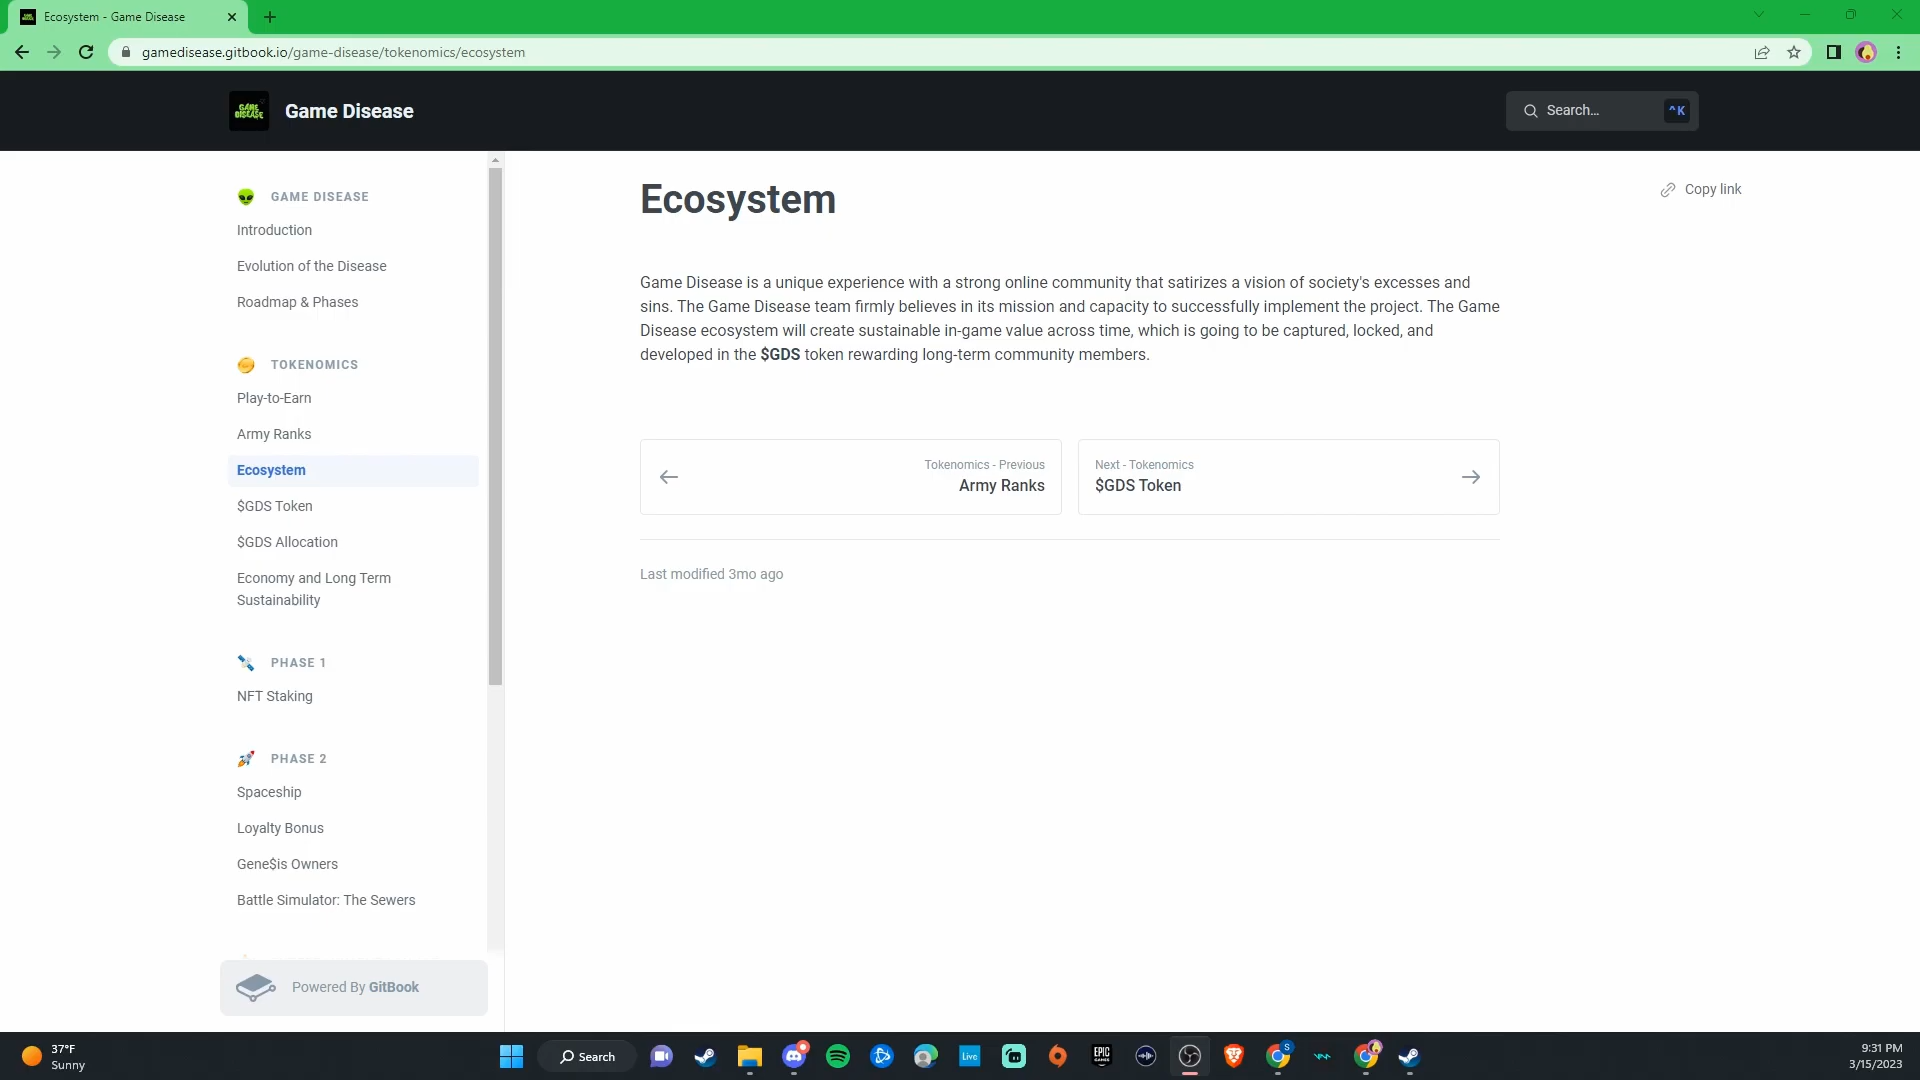 Ecosystem - Game Disease
gamedisease.gitbook.io/game-disease/tokenomics/ecosystem
GAME DISEASE
Game Disease
Search...
^K
GAME DISEASE
Introduction
Evolution of the Disease
Roadmap & Phases
TOKENOMICS
Play-to-Earn
Army Ranks
Ecosystem
$GDS Token
$GDS Allocation
Economy and Long Term
Sustainability
PHASE 1
NFT Staking
PHASE 2
Spaceship
Loyalty Bonus
Gene$is Owners
Battle Simulator: The Sewers
Powered By GitBook
Ecosystem
Copy link
Game Disease is a unique experience with a strong online community that satirizes a vision of society's excesses and
sins. The Game Disease team firmly believes in its mission and capacity to successfully implement the project. The Game
Disease ecosystem will create sustainable in-game value across time, which is going to be captured, locked, and
developed in the $GDS token rewarding long-term community members.
Tokenomics - Previous
Army Ranks
Next - Tokenomics
$GDS Token
Last modified 3mo ago
37°F
Sunny
Search
Live
EPIC
GAMES
S
9:31 PM
3/15/2023